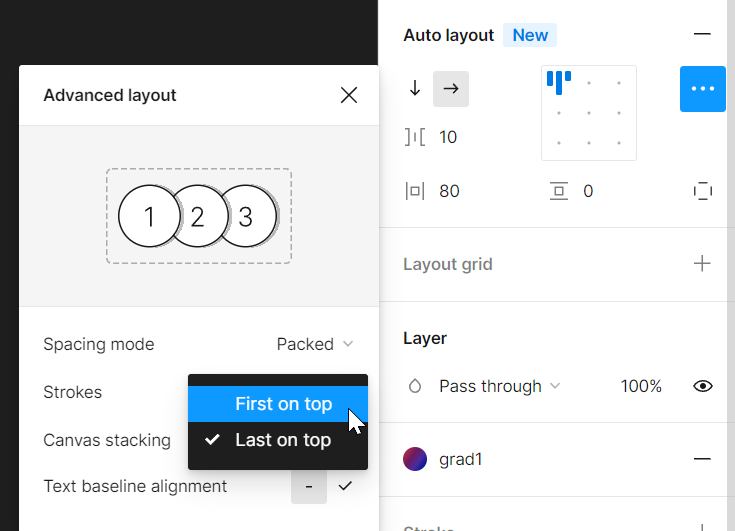 Auto layout New
Advanced layout
10
1 2 3
80 0
Layout grid
Spacing mode Packed
Layer
Strokes
First on top
Pass through 100%
Canvas stacking
Last on top
grad1
Text baseline alignment -
Stroke